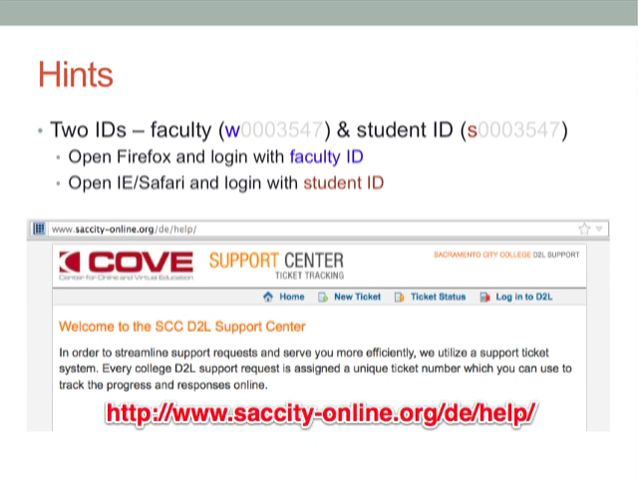 Hints
• Two IDs – faculty (w0003547) & student ID (s0003547)
• Open Firefox and login with faculty ID
• Open IE/Safari and login with student ID
www.saccity-online.org/de/help/
COVE SUPPORT CENTER
SACRAMENTO CITY COLLEGE D2L SUPPORT
Center for Online and Virtual Education
TICKET TRACKING
Home New Ticket Ticket Status Log in to D2L
Welcome to the SCC D2L Support Center
In order to streamline support requests and serve you more efficiently, we utilize a support ticket
system. Every college D2L support request is assigned a unique ticket number which you can use to
track the progress and responses online.
http://www.saccity-online.org/de/help/